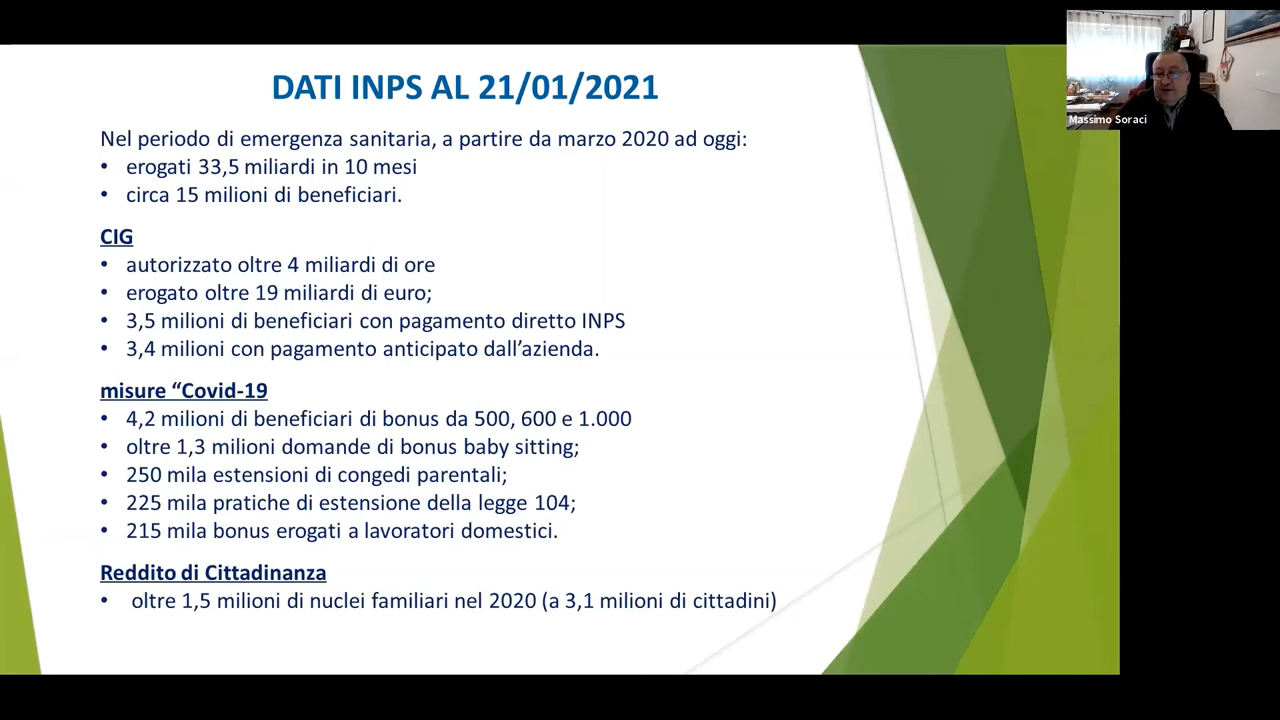 DATI INPS AL 21/01/2021
Nel periodo di emergenza sanitaria, a partire da marzo 2020 ad oggi:
• erogati 33,5 miliardi in 10 mesi
• circa 15 milioni di beneficiari.
CIG
• autorizzato oltre 4 miliardi di ore
• erogato oltre 19 miliardi di euro;
• 3,5 milioni di beneficiari con pagamento diretto INPS
• 3,4 milioni con pagamento anticipato dall’azienda.
misure “Covid-19
• 4,2 milioni di beneficiari di bonus da 500, 600 e 1.000
• oltre 1,3 milioni domande di bonus baby sitting;
• 250 mila estensioni di congedi parentali;
• 225 mila pratiche di estensione della legge 104;
• 215 mila bonus erogati a lavoratori domestici.
Reddito di Cittadinanza
• oltre 1,5 milioni di nuclei familiari nel 2020 (a 3,1 milioni di cittadini)
Massimo Soraci